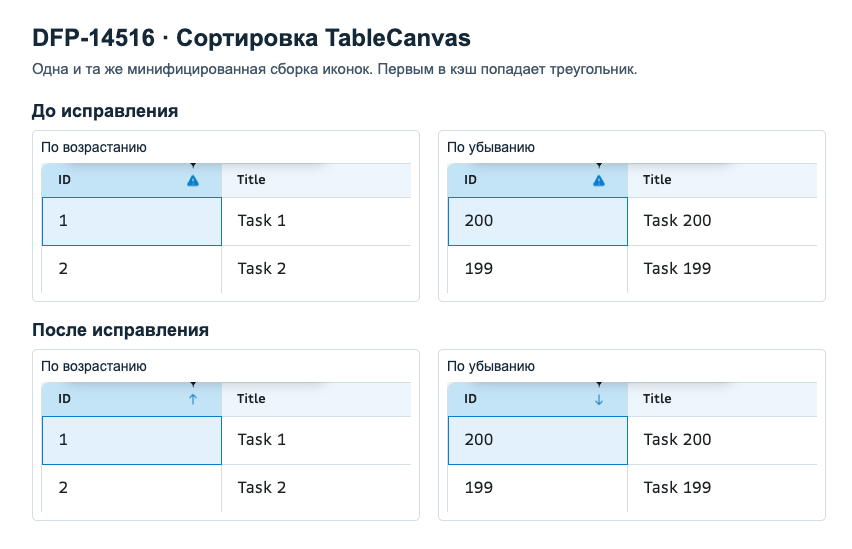 DFP-14516 · Сортировка TableCanvas
Одна и та же минифицированная сборка иконок. Первым в кэш попадает треугольник.
До исправления
По возрастанию
ID Title
1 Task 1
2 Task 2
По убыванию
ID Title
200 Task 200
199 Task 199
После исправления
По возрастанию
ID ↑ Title
1 Task 1
2 Task 2
По убыванию
ID ↓ Title
200 Task 200
199 Task 199